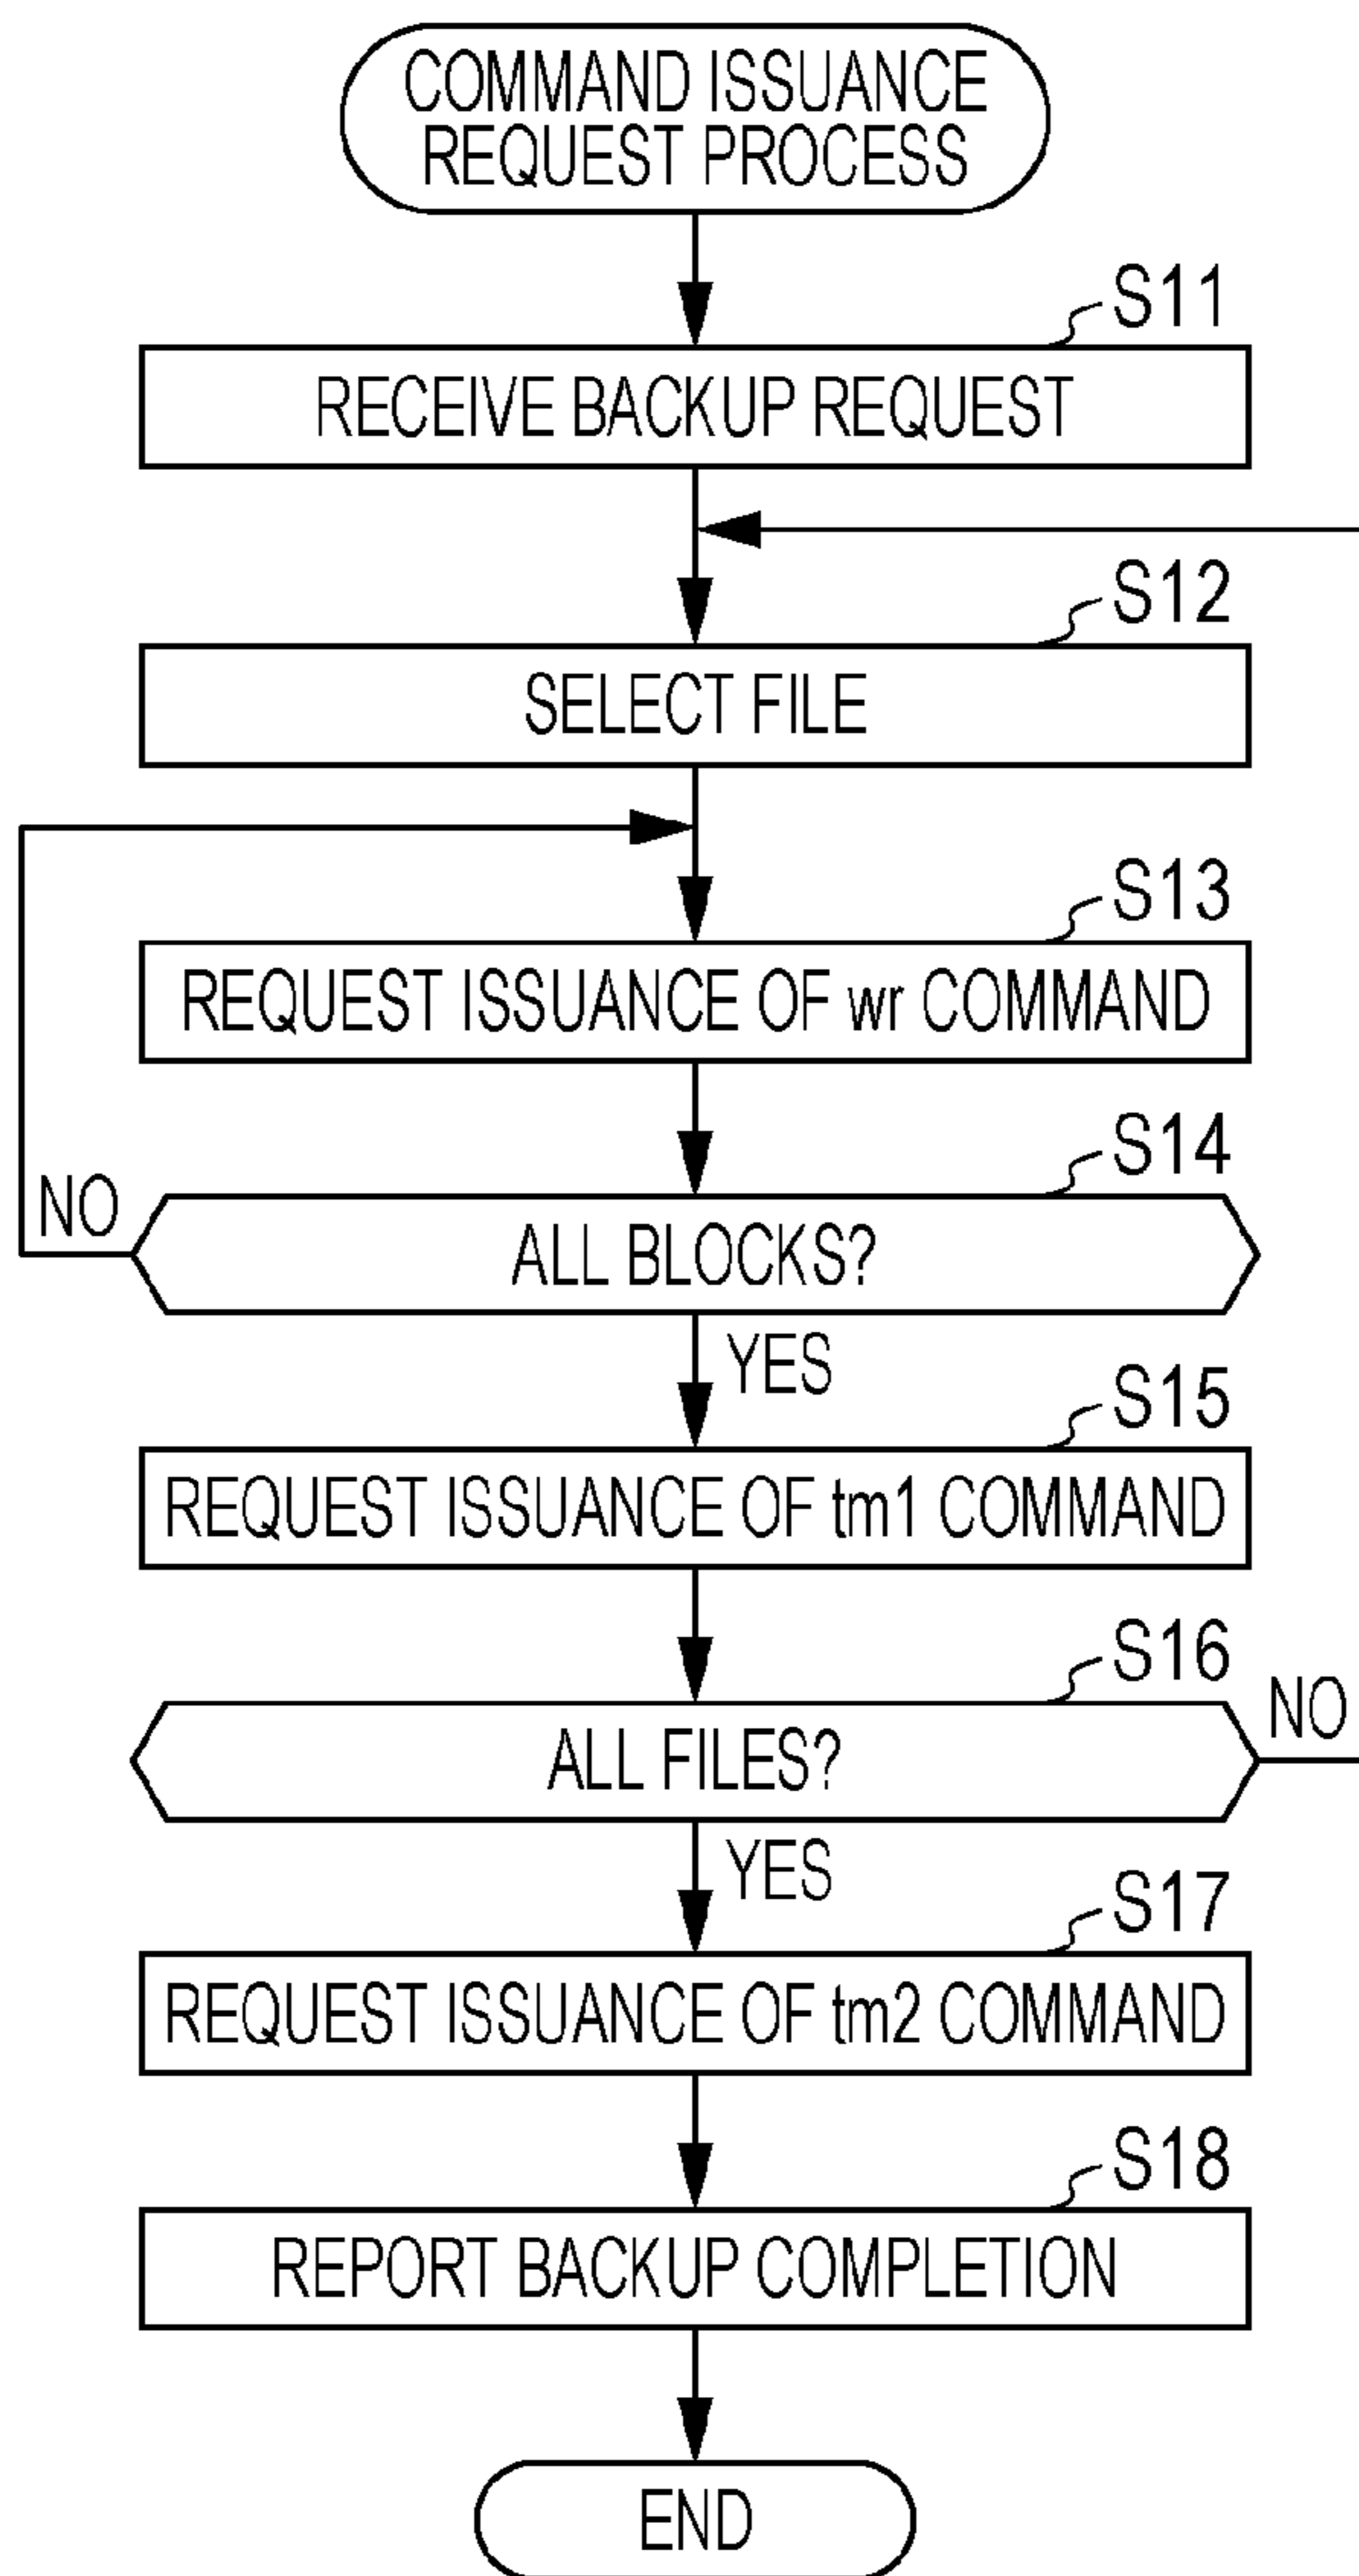 COMMAND ISSUANCE
REQUEST PROCESS
S11
RECEIVE BACKUP REQUEST
S12
SELECT FILE
S13
REQUEST ISSUANCE OF wr COMMAND
S14
NO
ALL BLOCKS?
YES
S15
REQUEST ISSUANCE OF tm1 COMMAND
S16
NO
ALL FILES?
YES
S17
REQUEST ISSUANCE OF tm2 COMMAND
S18
REPORT BACKUP COMPLETION
END